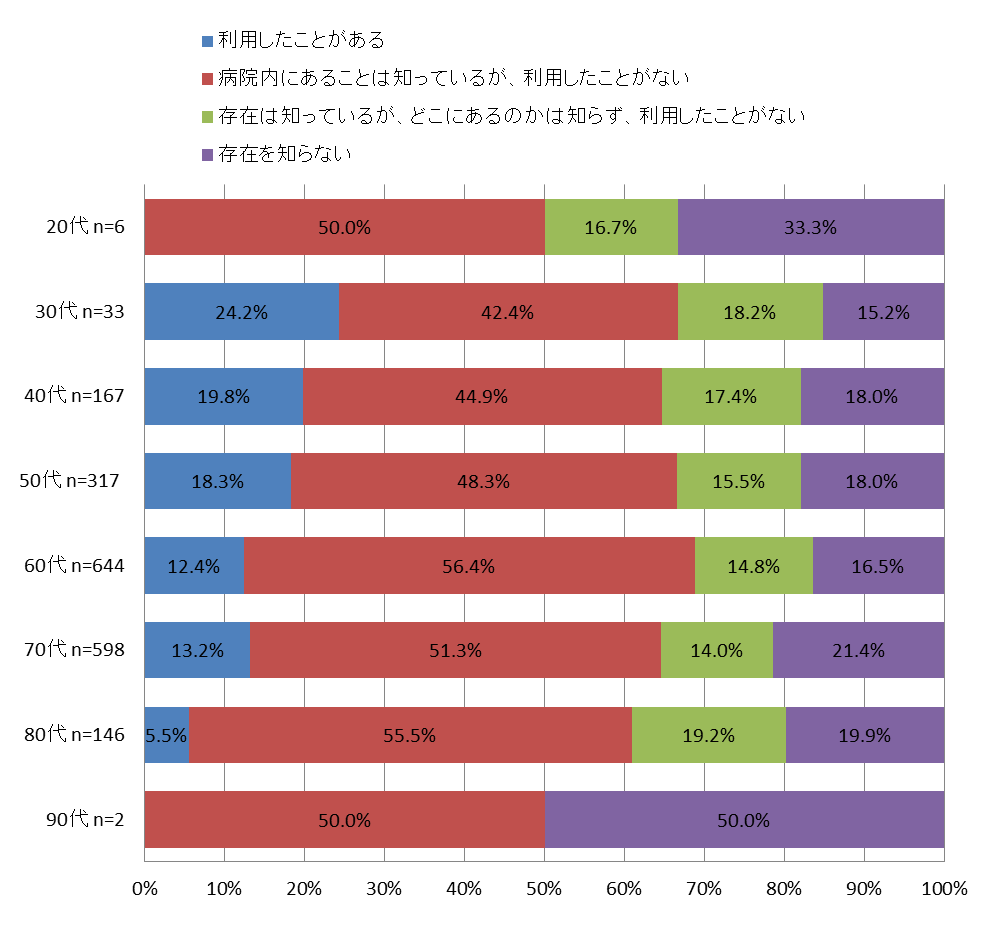 利用したことがある
病院内にあることは知っているが、利用したことがない
存在は知っているが、どこにあるのかは知らず、利用したことがない
存在を知らない
20代 n=6 50.0% 16.7% 33.3%
30代 n=33 24.2% 42.4% 18.2% 15.2%
40代 n=167 19.8% 44.9% 17.4% 18.0%
50代 n=317 18.3% 48.3% 15.5% 18.0%
60代 n=644 12.4% 56.4% 14.8% 16.5%
70代 n=598 13.2% 51.3% 14.0% 21.4%
80代 n=146 5.5% 55.5% 19.2% 19.9%
90代 n=2 50.0% 50.0%
0% 10% 20% 30% 40% 50% 60% 70% 80% 90% 100%